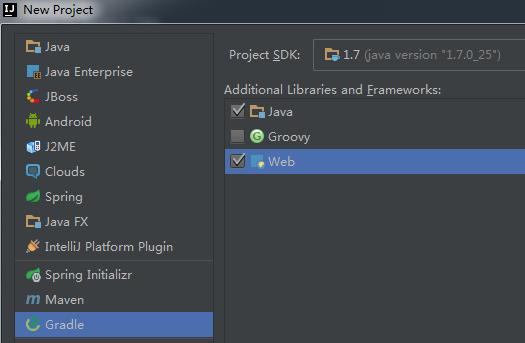 New Project
Java
Java Enterprise
JBoss
Android
J2ME
Clouds
Spring
Java FX
IntelliJ Platform Plugin
Spring Initializr
Maven
Gradle
Project SDK:
1.7 (java version "1.7.0_25")
Additional Libraries and Frameworks:
Java
Groovy
Web